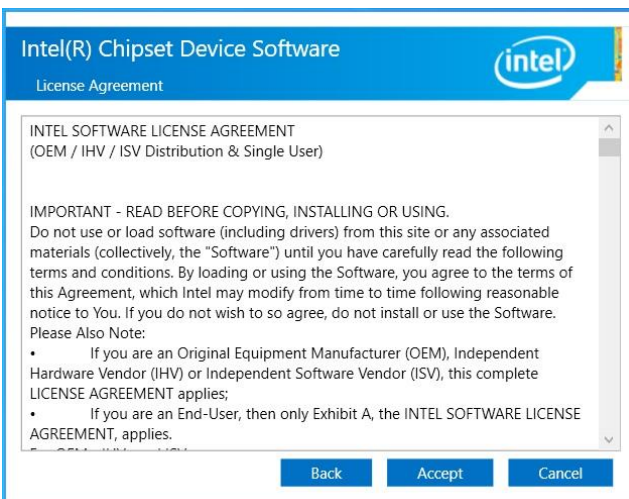 Intel(R) Chipset Device Software
intel
License Agreement
INTEL SOFTWARE LICENSE AGREEMENT
(OEM / IHV / ISV Distribution & Single User)
IMPORTANT - READ BEFORE COPYING, INSTALLING OR USING.
Do not use or load software (including drivers) from this site or any associated
materials (collectively, the "Software") until you have carefully read the following
terms and conditions. By loading or using the Software, you agree to the terms of
this Agreement, which Intel may modify from time to time following reasonable
notice to You. If you do not wish to so agree, do not install or use the Software.
Please Also Note:
• If you are an Original Equipment Manufacturer (OEM), Independent
Hardware Vendor (IHV) or Independent Software Vendor (ISV), this complete
LICENSE AGREEMENT applies;
• If you are an End-User, then only Exhibit A, the INTEL SOFTWARE LICENSE
AGREEMENT, applies.
Back Accept Cancel